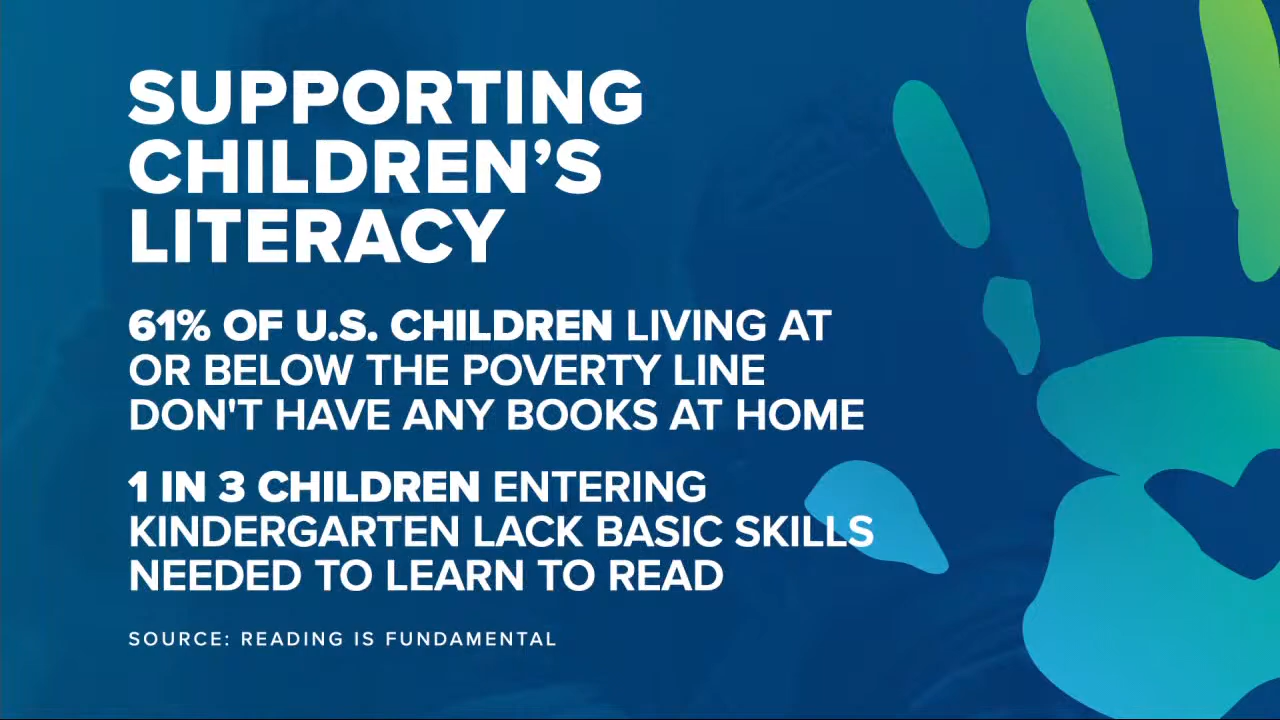 SUPPORTING
CHILDREN’S
LITERACY
61% OF U.S. CHILDREN LIVING AT
OR BELOW THE POVERTY LINE
DON'T HAVE ANY BOOKS AT HOME
1 IN 3 CHILDREN ENTERING
KINDERGARTEN LACK BASIC SKILLS
NEEDED TO LEARN TO READ
SOURCE: READING IS FUNDAMENTAL